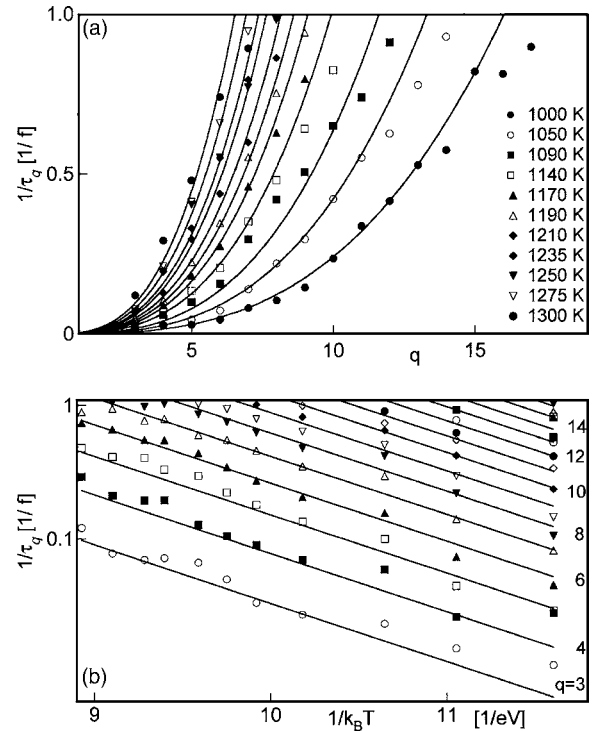 (a)
1.0
0.5
0
1/τq [1/ f]
5
10
q
15
1000 K
1050 K
1090 K
1140 K
1170 K
1190 K
1210 K
1235 K
1250 K
1275 K
1300 K
1
0.1
1/τq [1/ f]
(b)
14
12
10
8
6
4
q=3
9
10
1/kBT
11
[1/eV]